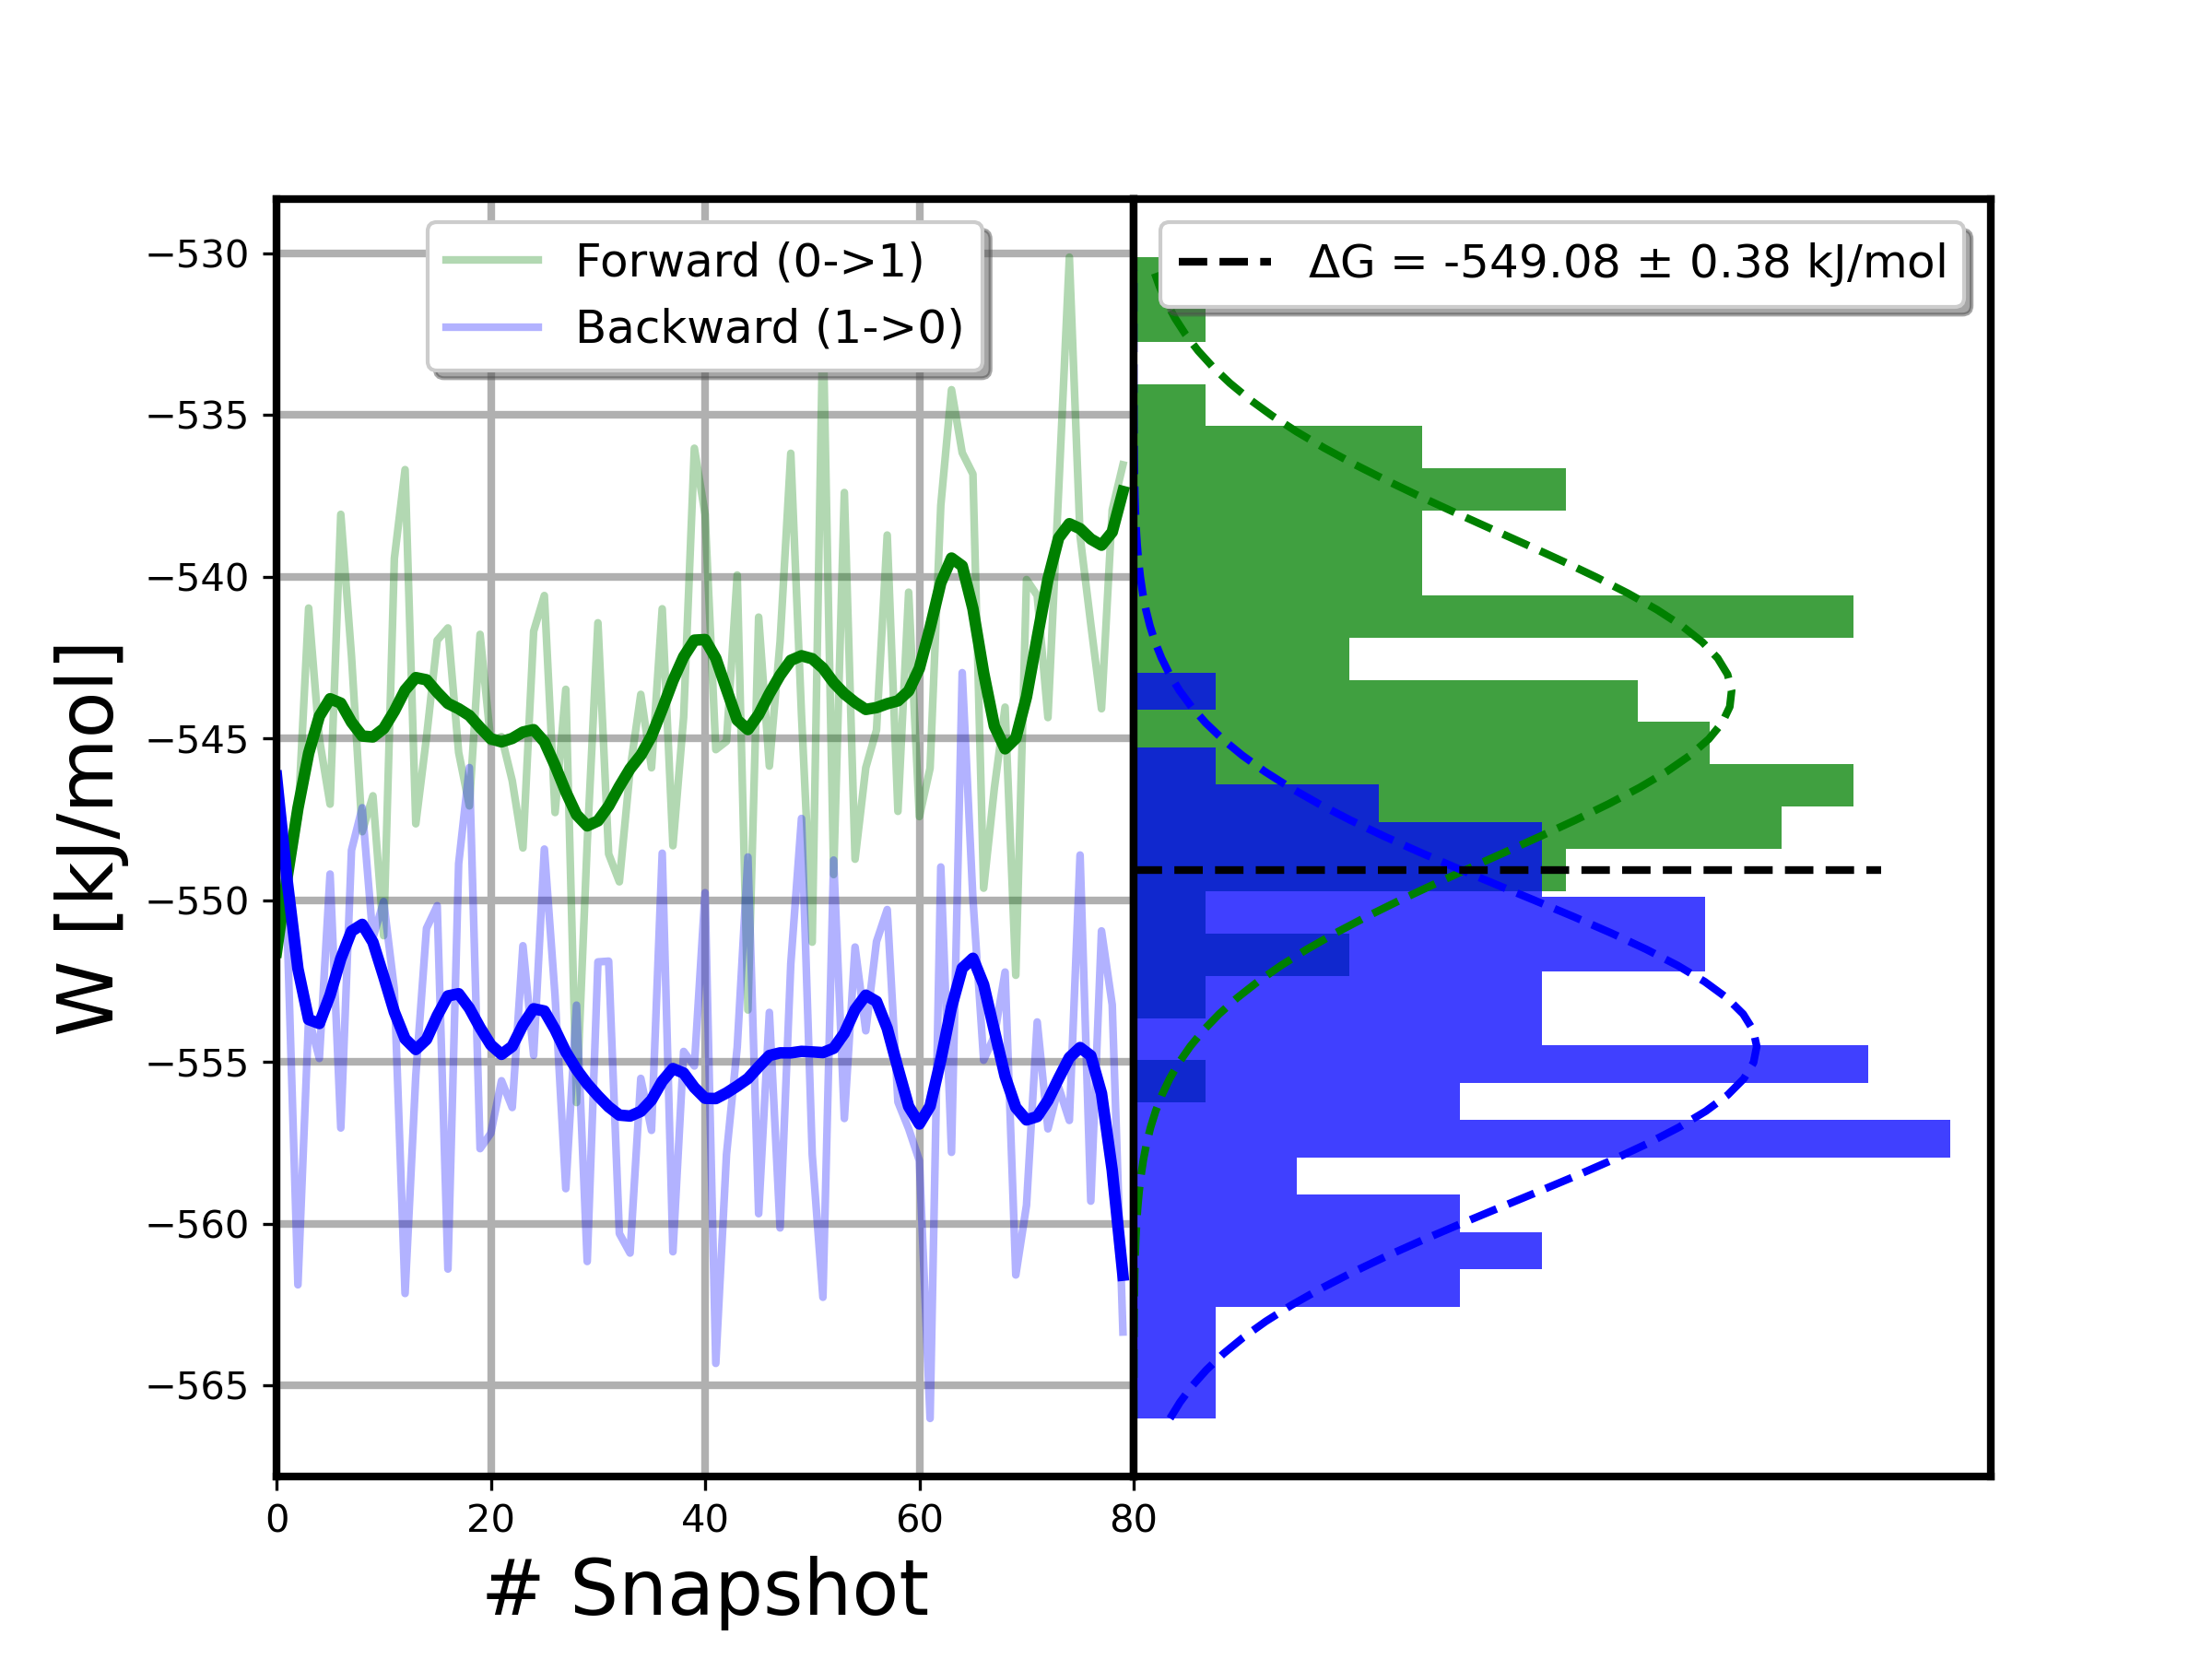 Forward (0->1)
Backward (1->0)
ΔG = -549.08 ± 0.38 kJ/mol
W [kJ/mol]
−530
−535
−540
−545
−550
−555
−560
−565
0 20 40 60 80
# Snapshot